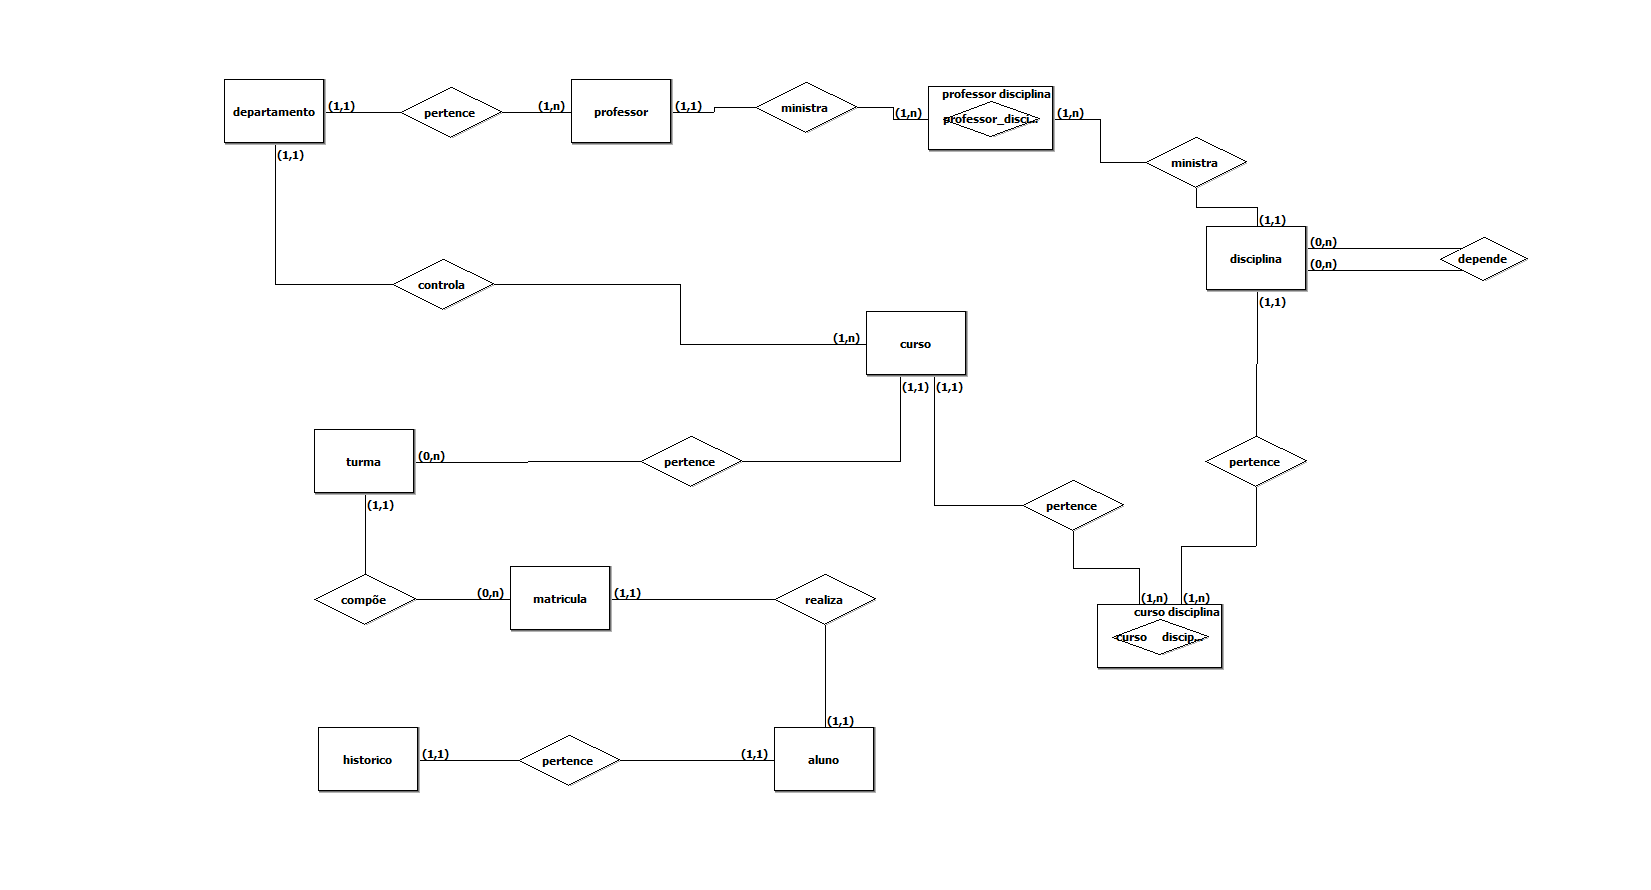 departamento
(1,1)
pertence
(1,n)
professor
(1,1)
ministra
(1,n)
professor disciplina
professor_disci...
(1,n)
ministra
(1,1)
(1,1)
disciplina
(0,n)
(0,n)
depende
(1,1)
controla
(1,n)
curso
(1,1)
(1,1)
turma
(0,n)
pertence
pertence
pertence
(1,1)
compõe
(0,n)
matricula
(1,1)
realiza
(1,n)
(1,n)
curso disciplina
curso discip...
(1,1)
historico
(1,1)
pertence
(1,1)
aluno